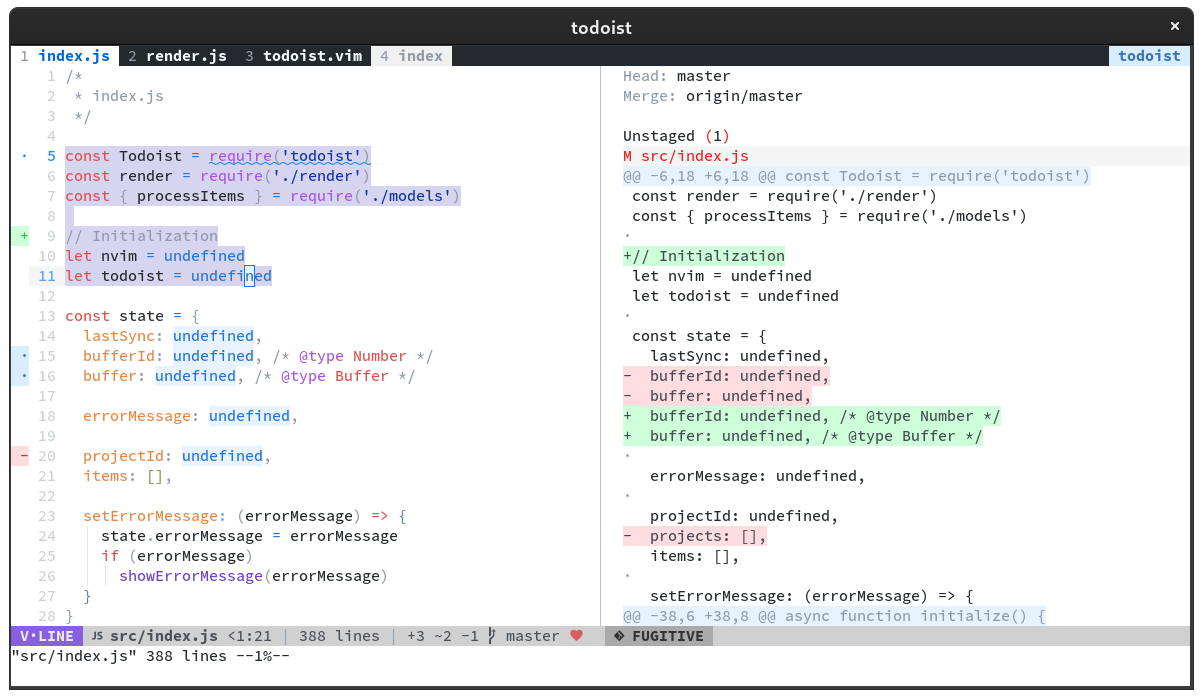 todoist ×
1 index.js 2 render.js 3 todoist.vim 4 index todoist
1 /*
2  * index.js
3  */
4
5 const Todoist = require('todoist')
6 const render = require('./render')
7 const { processItems } = require('./models')
8
+ 9 // Initialization
10 let nvim = undefined
11 let todoist = undefined
12
13 const state = {
14   lastSync: undefined,
15   bufferId: undefined, /* @type Number */
16   buffer: undefined, /* @type Buffer */
17
18   errorMessage: undefined,
19
- 20   projectId: undefined,
21   items: [],
22
23   setErrorMessage: (errorMessage) => {
24     state.errorMessage = errorMessage
25     if (errorMessage)
26       showErrorMessage(errorMessage)
27   }
28 }
V·LINE JS src/index.js <1:21 | 388 lines | +3 ~2 -1 master ♥
"src/index.js" 388 lines --1%--
Head: master
Merge: origin/master
Unstaged (1)
M src/index.js
@@ -6,18 +6,18 @@ const Todoist = require('todoist')
 const render = require('./render')
 const { processItems } = require('./models')
·
+// Initialization
 let nvim = undefined
 let todoist = undefined
·
 const state = {
   lastSync: undefined,
-  bufferId: undefined,
-  buffer: undefined,
+  bufferId: undefined, /* @type Number */
+  buffer: undefined, /* @type Buffer */
·
   errorMessage: undefined,
·
   projectId: undefined,
-  projects: [],
   items: [],
·
   setErrorMessage: (errorMessage) => {
@@ -38,6 +38,8 @@ async function initialize() {
FUGITIVE